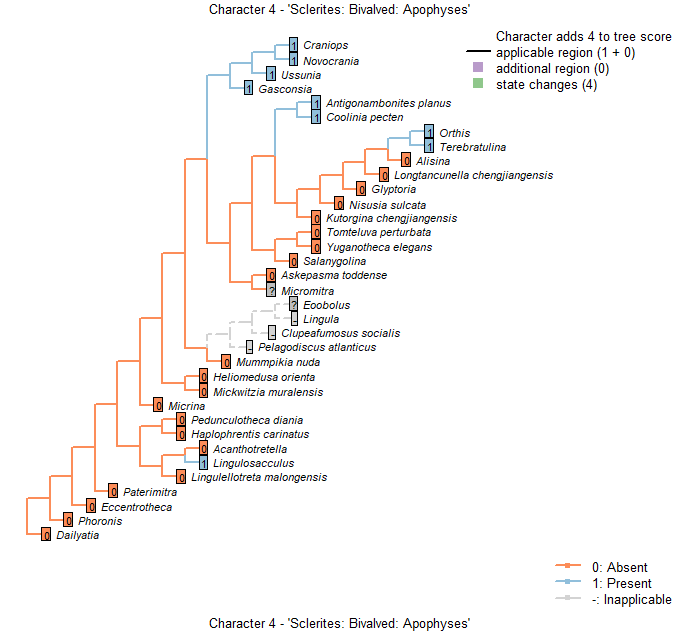 Character 4 - 'Sclerites: Bivalved: Apophyses'
Character adds 4 to tree score
applicable region (1 + 0)
additional region (0)
state changes (4)
1 Craniops
1 Novocrania
1 Ussunia
1 Gasconsia
1 Antigonambonites planus
1 Coolinia pecten
1 Orthis
1 Terebratulina
0 Alisina
0 Longtancunella chengjiangensis
0 Glyptoria
0 Nisusia sulcata
0 Kutorgina chengjiangensis
0 Tomteluva perturbata
0 Yuganotheca elegans
0 Salanygolina
0 Askepasma toddense
? Micromitra
? Eoobolus
- Lingula
- Clupeafumosus socialis
- Pelagodiscus atlanticus
0 Mummpikia nuda
0 Heliomedusa orienta
0 Mickwitzia muralensis
0 Micrina
0 Pedunculotheca diania
0 Haplophrentis carinatus
0 Acanthotretella
1 Lingulosacculus
0 Lingulellotreta malongensis
0 Paterimitra
0 Eccentrotheca
0 Phoronis
0 Dailyatia
0: Absent
1: Present
-: Inapplicable
Character 4 - 'Sclerites: Bivalved: Apophyses'